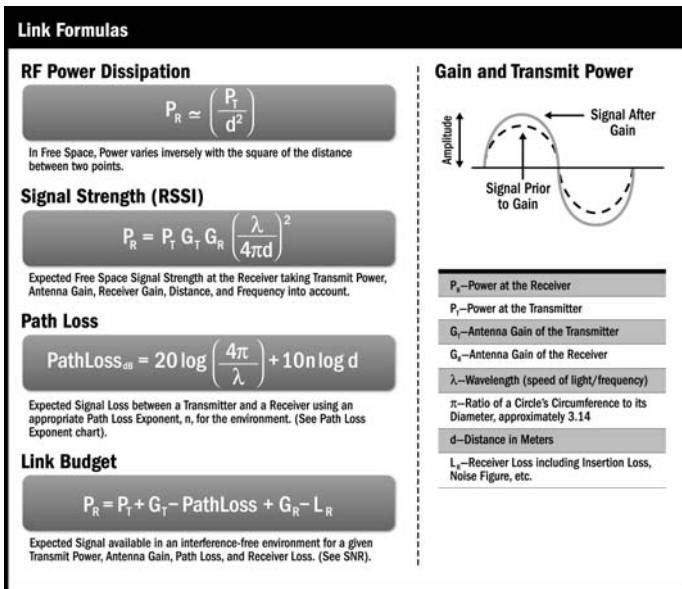 Link Formulas
RF Power Dissipation
P_R ≃ (P_T / d²)
In Free Space, Power varies inversely with the square of the distance
between two points.
Signal Strength (RSSI)
P_R = P_T G_T G_R (λ / 4πd)²
Expected Free Space Signal Strength at the Receiver taking Transmit Power,
Antenna Gain, Receiver Gain, Distance, and Frequency into account.
Path Loss
PathLoss_dB = 20 log (4π / λ) + 10n log d
Expected Signal Loss between a Transmitter and a Receiver using an
appropriate Path Loss Exponent, n, for the environment. (See Path Loss
Exponent chart).
Link Budget
P_R = P_T + G_T – PathLoss + G_R – L_R
Expected Signal available in an interference-free environment for a given
Transmit Power, Antenna Gain, Path Loss, and Receiver Loss. (See SNR).
Gain and Transmit Power
Amplitude
Signal After
Gain
Signal Prior
to Gain
P_R–Power at the Receiver
P_T–Power at the Transmitter
G_T–Antenna Gain of the Transmitter
G_R–Antenna Gain of the Receiver
λ–Wavelength (speed of light/frequency)
π–Ratio of a Circle's Circumference to its
Diameter, approximately 3.14
d–Distance in Meters
L_R–Receiver Loss including Insertion Loss,
Noise Figure, etc.